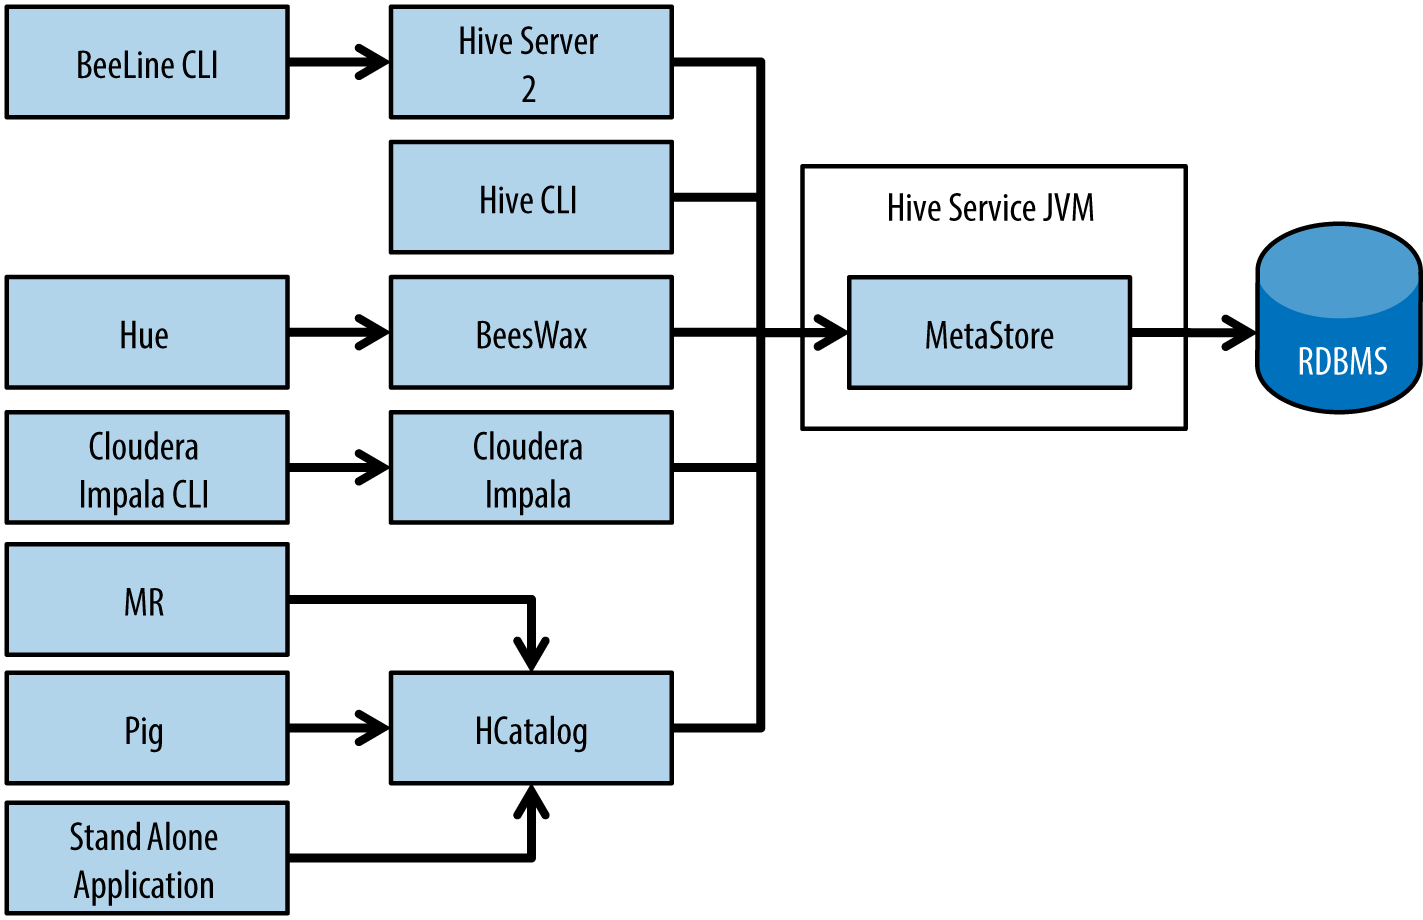 BeeLine CLI
Hive Server
2
Hive CLI
Hive Service JVM
Hue
BeesWax
MetaStore
RDBMS
Cloudera
Impala CLI
Cloudera
Impala
MR
Pig
HCatalog
Stand Alone
Application